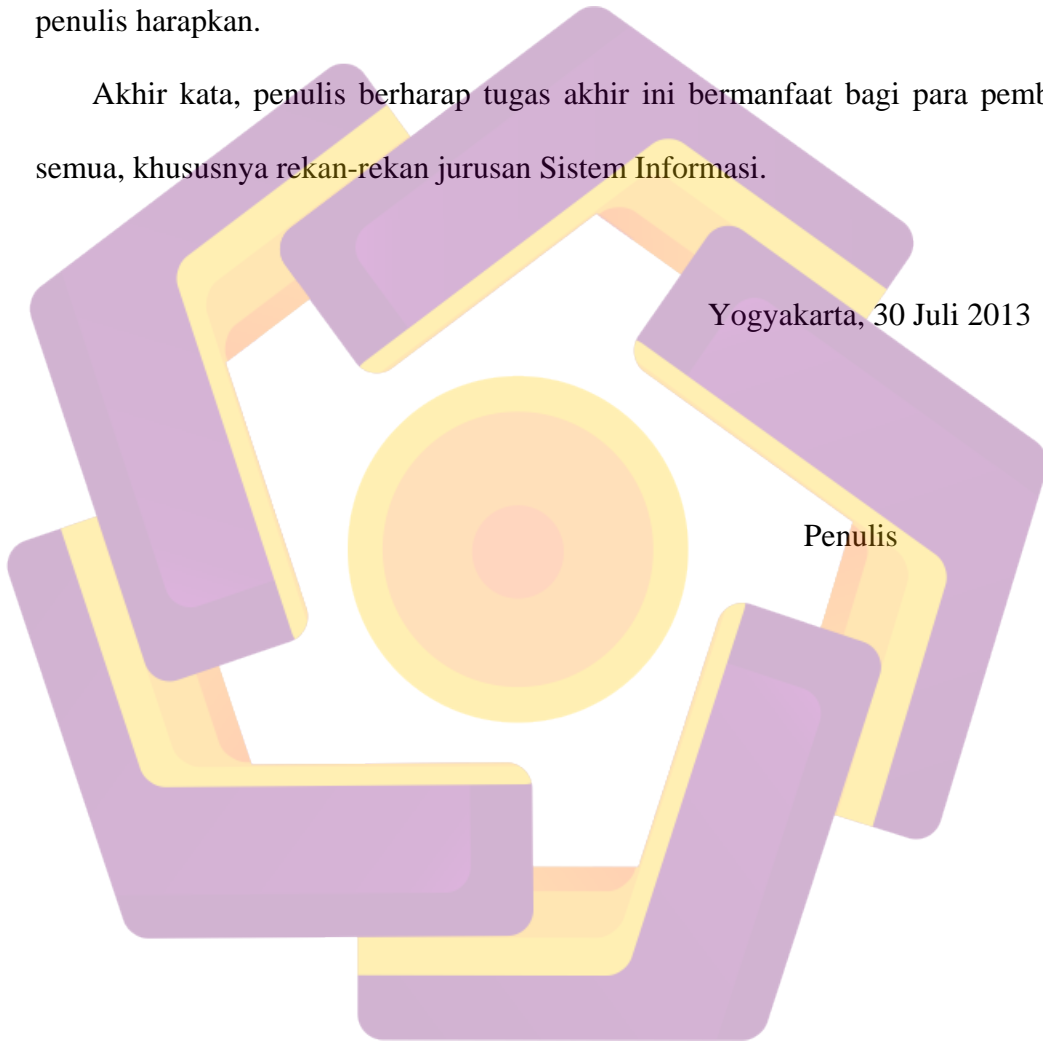 penulis harapkan.
Akhir kata, penulis berharap tugas akhir ini bermanfaat bagi para pemb
semua, khususnya rekan-rekan jurusan Sistem Informasi.
Yogyakarta, 30 Juli 2013
Penulis